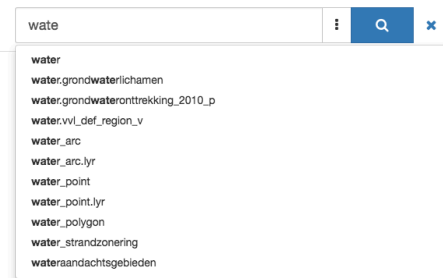 wate
water
water.grondwaterlichamen
water.grondwateronttrekking_2010_p
water.vvl_def_region_v
water_arc
water_arc.lyr
water_point
water_point.lyr
water_polygon
water_strandzonering
wateraandachtsgebieden